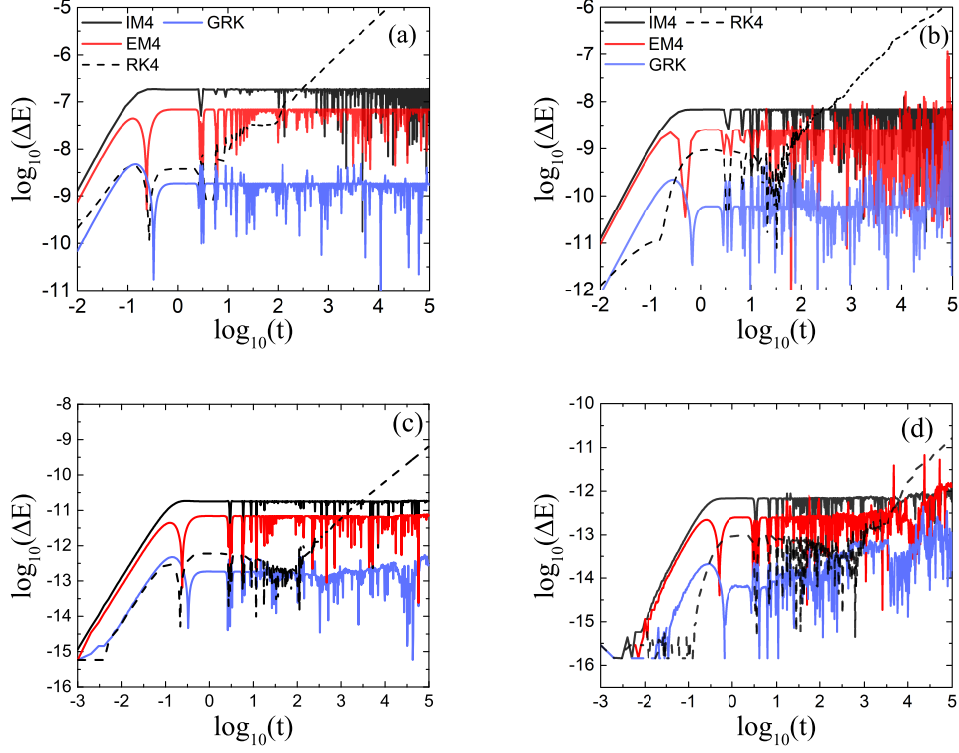 -5
-6
-7
-8
-9
-10
-11
-2 -1 0 1 2 3 4 5
log10(ΔE)
log10(t)
IM4 GRK
EM4
RK4
(a)
-6
-7
-8
-9
-10
-11
-12
-2 -1 0 1 2 3 4 5
log10(ΔE)
log10(t)
IM4 RK4
EM4
GRK
(b)
-8
-9
-10
-11
-12
-13
-14
-15
-16
-3 -2 -1 0 1 2 3 4 5
log10(ΔE)
log10(t)
(c)
-10
-11
-12
-13
-14
-15
-16
-3 -2 -1 0 1 2 3 4 5
log10(ΔE)
log10(t)
(d)